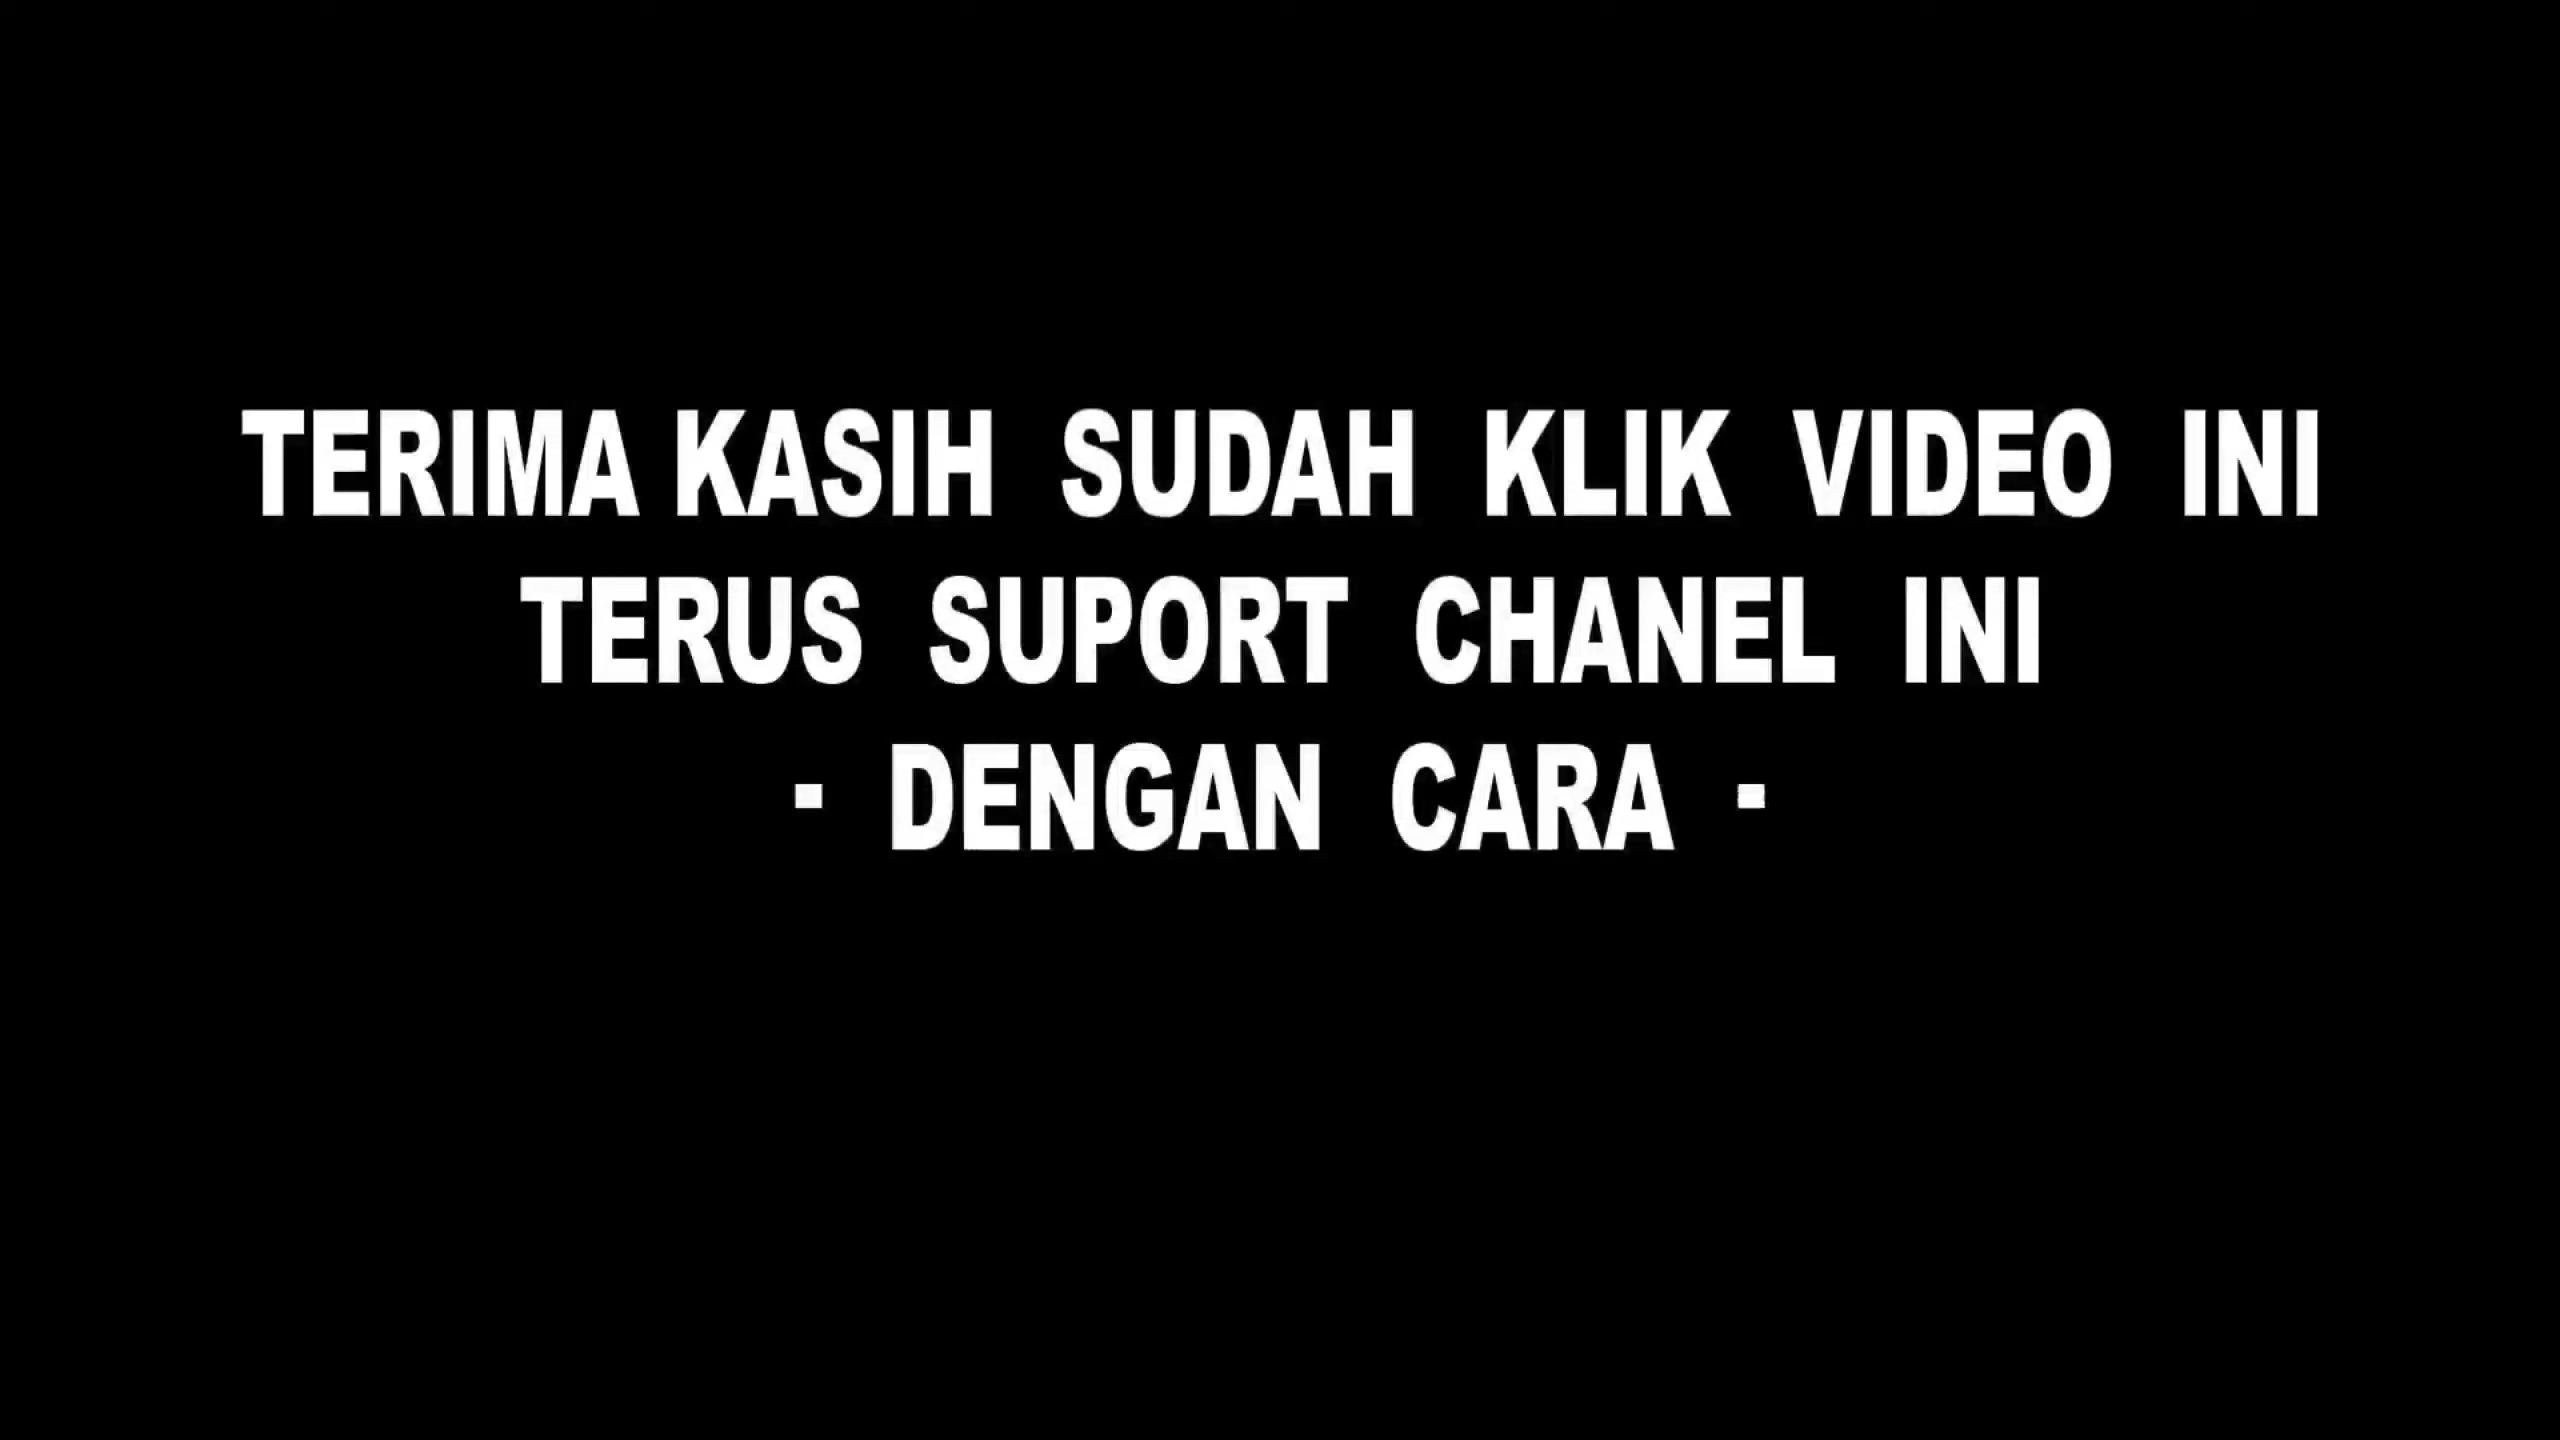 TERIMA KASIH SUDAH KLIK VIDEO INI
TERUS SUPORT CHANEL INI
- DENGAN CARA -